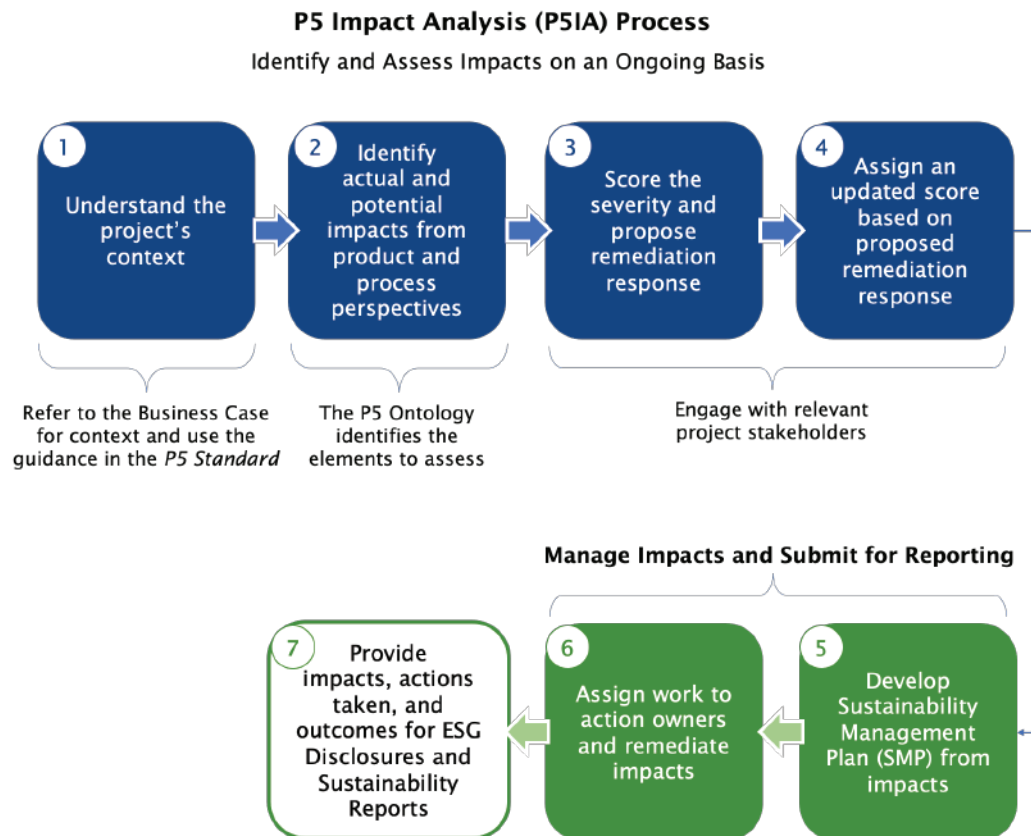 P5 Impact Analysis (P5IA) Process
Identify and Assess Impacts on an Ongoing Basis
1
Understand the
project's
context
2
Identify
actual and
potential
impacts from
product and
process
perspectives
3
Score the
severity and
propose
remediation
response
4
Assign an
updated score
based on
proposed
remediation
response
Refer to the Business Case
for context and use the
guidance in the P5 Standard
The P5 Ontology
identifies the
elements to assess
Engage with relevant
project stakeholders
Manage Impacts and Submit for Reporting
7
Provide
impacts, actions
taken, and
outcomes for ESG
Disclosures and
Sustainability
Reports
6
Assign work to
action owners
and remediate
impacts
5
Develop
Sustainability
Management
Plan (SMP) from
impacts